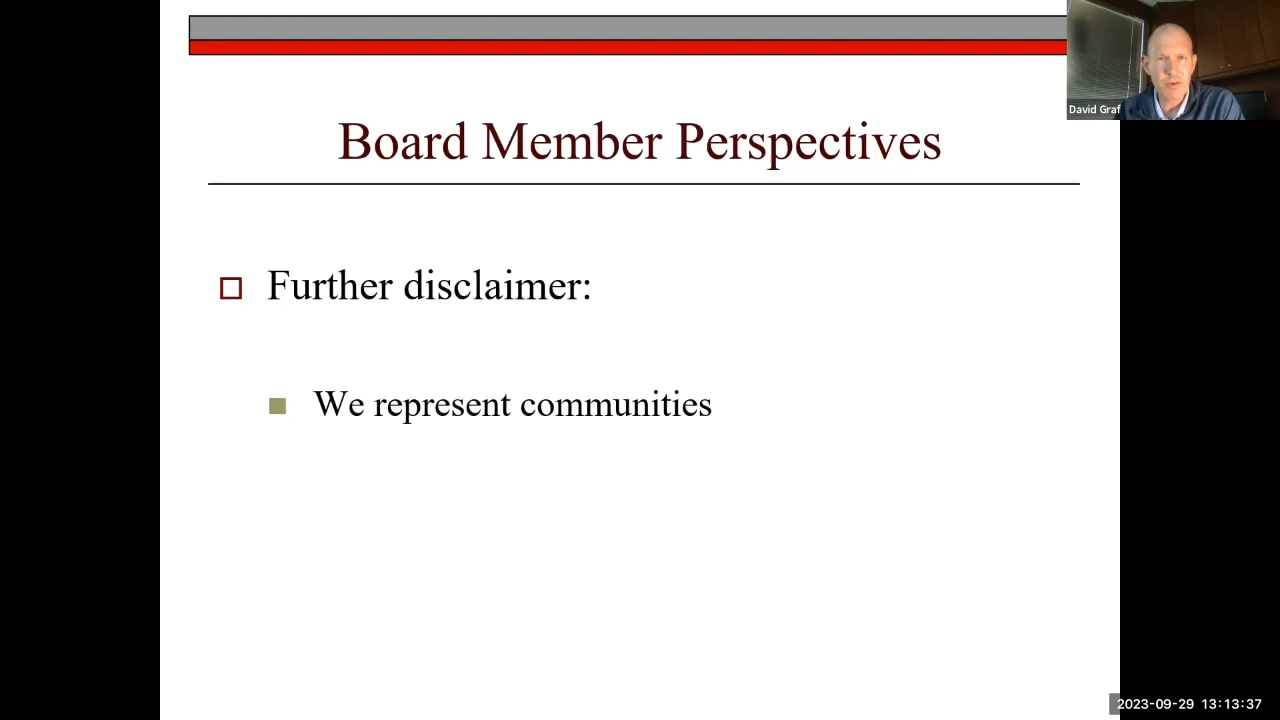 Board Member Perspectives
David Graf
Further disclaimer:
We represent communities
2023-09-29 13:13:37